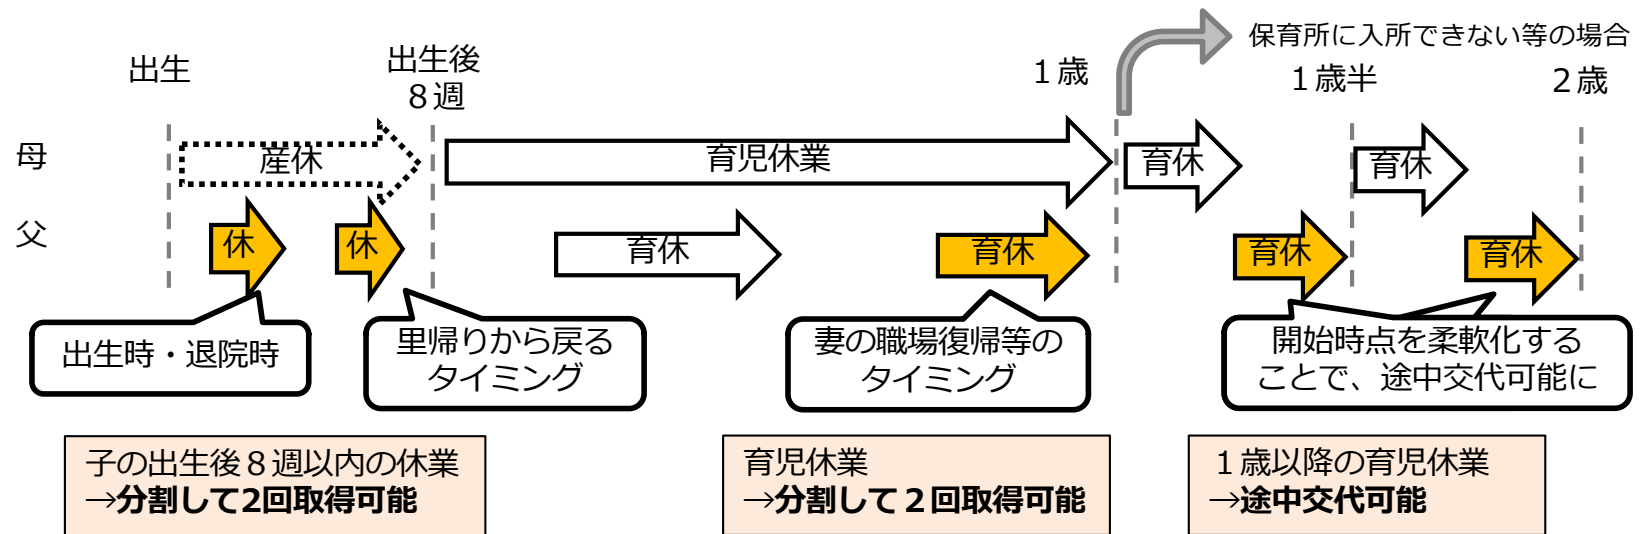 保育所に入所できない等の場合
出生
出生後
８週
１歳
１歳半
２歳
母
産休
育児休業
育休
育休
父
休
休
育休
育休
育休
育休
出生時・退院時
里帰りから戻る
タイミング
妻の職場復帰等の
タイミング
開始時点を柔軟化する
ことで、途中交代可能に
子の出生後８週以内の休業
→分割して2回取得可能
育児休業
→分割して２回取得可能
１歳以降の育児休業
→途中交代可能